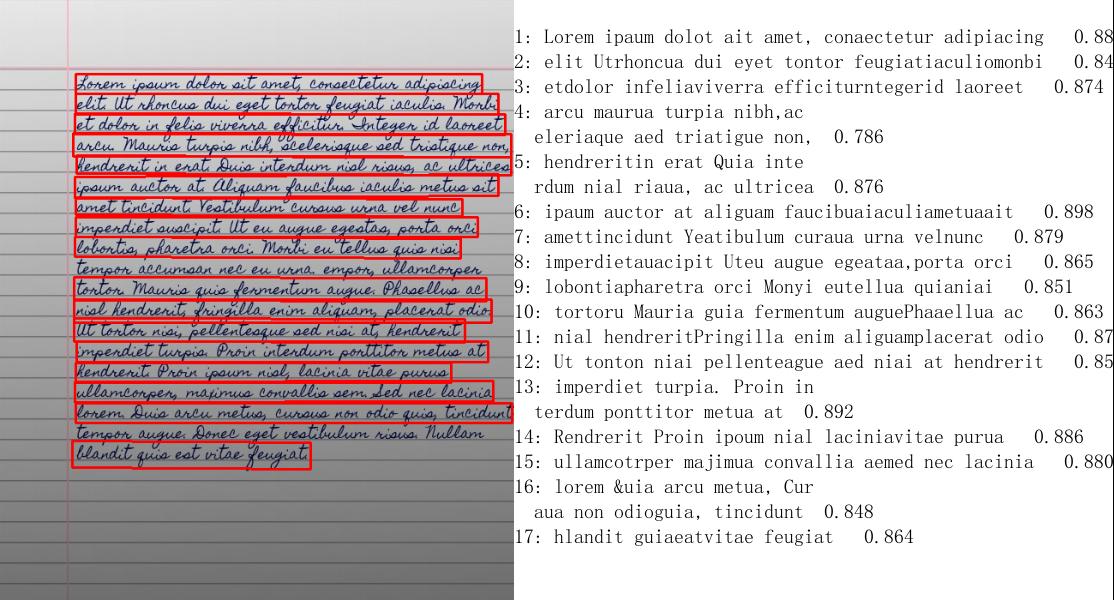 Lorem ipsum dolor sit amet, consectetur adipiscing
elit. Ut rhoncus dui eget tortor feugiat iaculis. Morbi
et dolor in felis viverra efficitur. Integer id laoreet
arcu. Mauris turpis nibh, scelerisque sed tristique non,
hendrerit in erat. Duis interdum nisl risus, ac ultrices
ipsum auctor at. Aliquam faucibus iaculis metus sit
amet tincidunt. Vestibulum cursus urna vel nunc
imperdiet suscipit. Ut eu augue egestas, porta orci
lobortis, pharetra orci. Morbi eu tellus quis nisi
tempor accumsan nec eu urna. empor, ullamcorper
tortor. Mauris quis fermentum augue. Phasellus ac
nisl hendrerit, fringilla enim aliquam, placerat odio.
Ut tortor nisi, pellentesque sed nisi at, hendrerit
imperdiet turpis. Proin interdum porttitor metus at
hendrerit. Proin ipsum nisl, lacinia vitae purus
ullamcorper, maximus convallis sem. Sed nec lacinia
lorem. Duis arcu metus, cursus non odio quis, tincidunt
tempor augue. Donec eget vestibulum risus. Nullam
blandit quis est vitae feugiat.
1: Lorem ipaum dolot ait amet, conaectetur adipiacing 0.88
2: elit Utrhoncua dui eyet tontor feugiatiaculiomonbi 0.84
3: etdolor infeliaviverra efficiturntegerid laoreet 0.874
4: arcu maurua turpia nibh,ac
eleriaque aed triatigue non, 0.786
5: hendreritin erat Quia inte
rdum nial riaua, ac ultricea 0.876
6: ipaum auctor at aliguam faucibuaiaculiametuaait 0.898
7: amettincidunt Yeatibulum curaua urna velnunc 0.879
8: imperdietauacipit Uteu augue egeataa,porta orci 0.865
9: lobontiapharetra orci Monyi eutellua quianiai 0.851
10: tortoru Mauria guia fermentum auguePhaaellua ac 0.863
11: nial hendreritPringilla enim aliguamplacerat odio 0.87
12: Ut tonton niai pellenteague aed niai at hendrerit 0.85
13: imperdiet turpia. Proin in
terdum ponttitor metua at 0.892
14: Rendrerit Proin ipoum nial laciniavitae purua 0.886
15: ullamcotrper majimua convallia aemed nec lacinia 0.880
16: lorem &uia arcu metua, Cur
aua non odioguia, tincidunt 0.848
17: hlandit guiaeatvitae feugiat 0.864